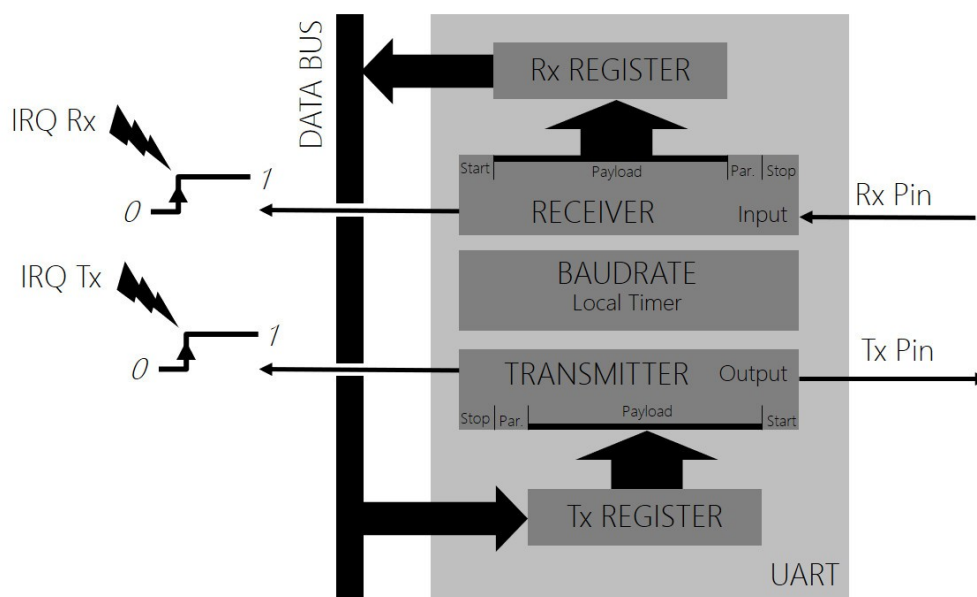 DATA BUS
Rx REGISTER
IRQ Rx
0 1
Start Payload Par. Stop
RECEIVER Input
Rx Pin
BAUDRATE
Local Timer
IRQ Tx
0 1
TRANSMITTER Output
Tx Pin
Stop Par. Payload Start
Tx REGISTER
UART